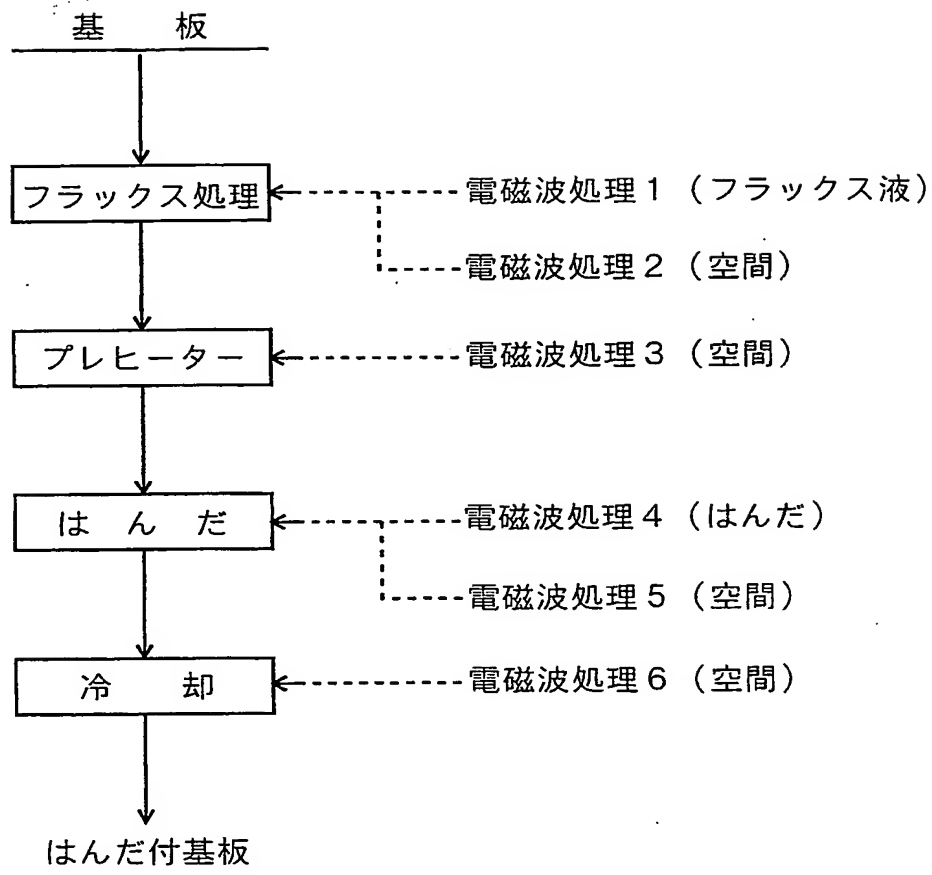 基 板
フラックス処理
電磁波処理1（フラックス液）
電磁波処理2（空間）
プレヒーター
電磁波処理3（空間）
はんだ
電磁波処理4（はんだ）
電磁波処理5（空間）
冷 却
電磁波処理6（空間）
はんだ付基板